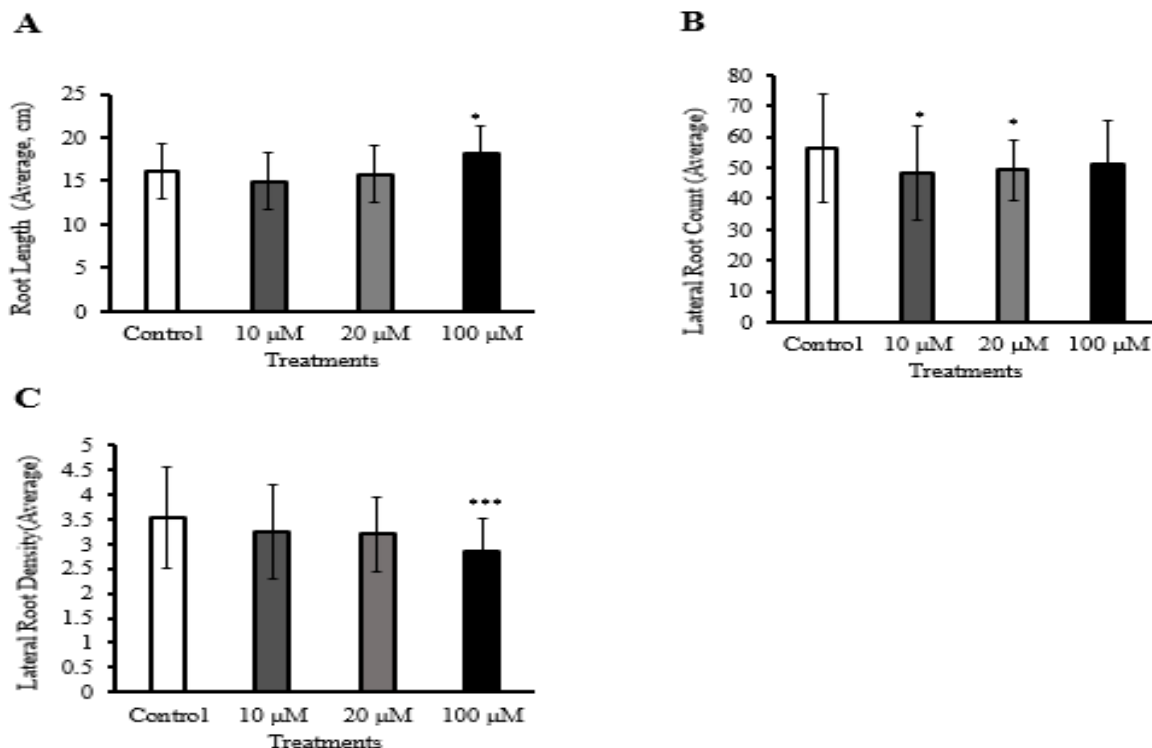 A
Root Length (Average, cm)
25
20
15
10
5
0
*
Control 10 µM 20 µM 100 µM
Treatments
B
Lateral Root Count (Average)
80
70
60
50
40
30
20
10
0
* *
Control 10 µM 20 µM 100 µM
Treatments
C
Lateral Root Density(Average)
5
4.5
4
3.5
3
2.5
2
1.5
1
0.5
0
***
Control 10 µM 20 µM 100 µM
Treatments